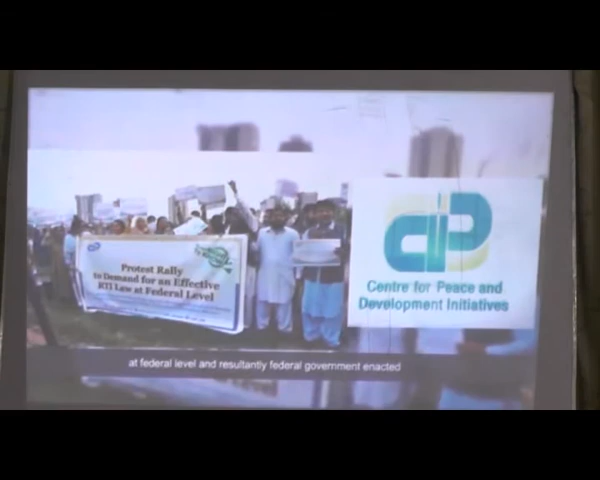 Protest Rally
to Demand for an Effective
RTI Law at Federal Level
Centre for Peace and
Development Initiatives
at federal level and resultantly federal government enacted